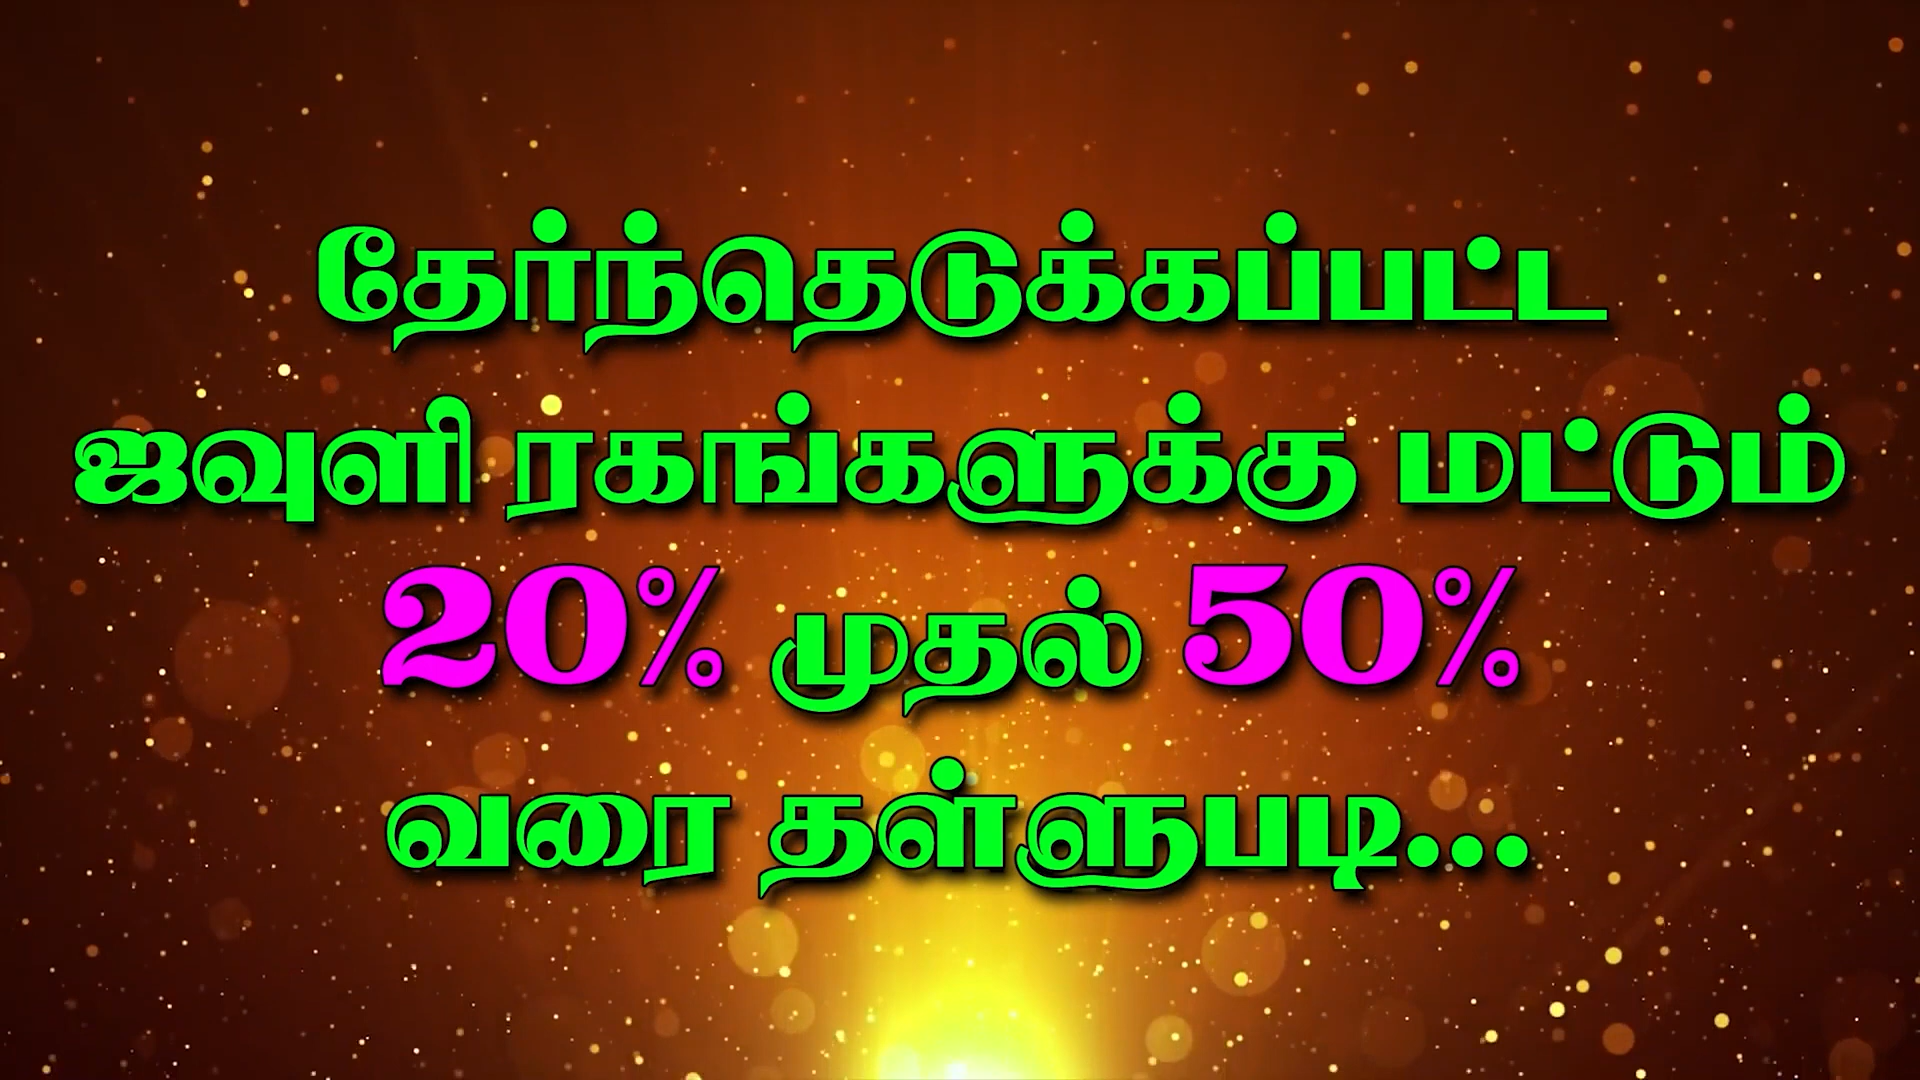 தேர்ந்தெடுக்கப்பட்ட
ஜவுளி ரகங்களுக்கு மட்டும்
20% முதல் 50%
வரை தள்ளுபடி...